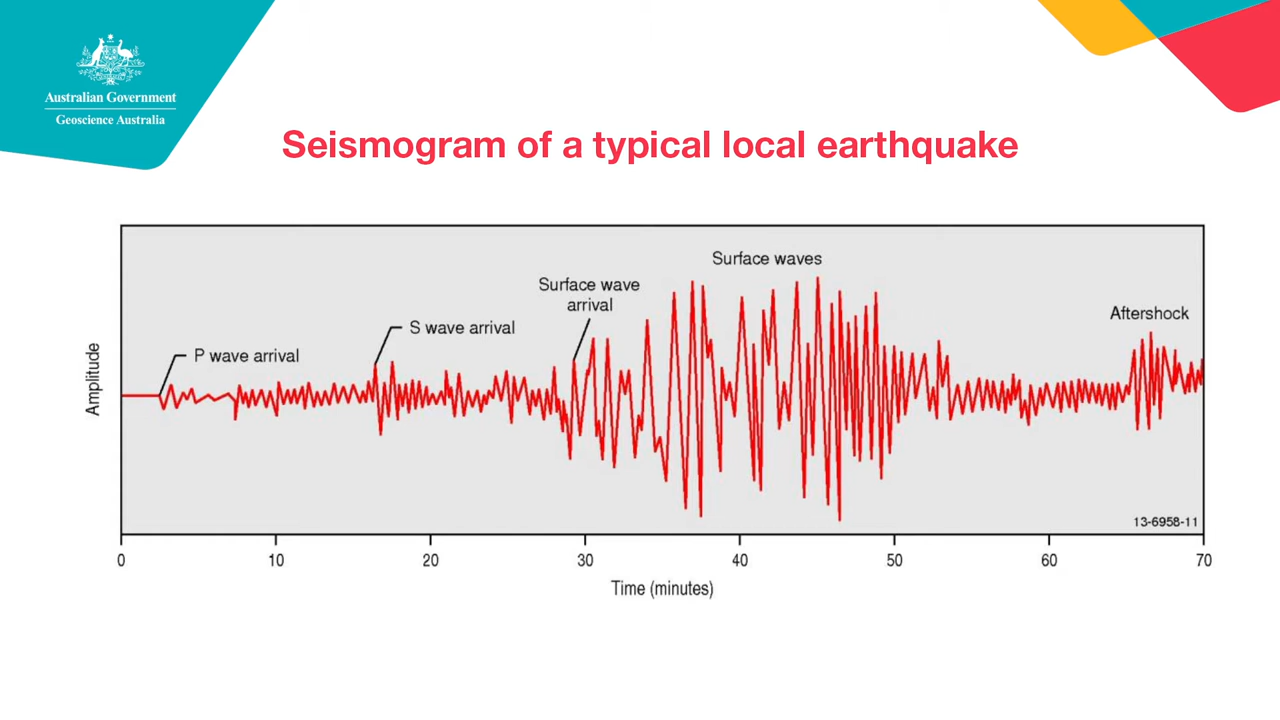 Australian Government
Geoscience Australia
Seismogram of a typical local earthquake
Surface waves
Surface wave
arrival
Aftershock
S wave arrival
P wave arrival
Amplitude
13-6958-11
0 10 20 30 40 50 60 70
Time (minutes)